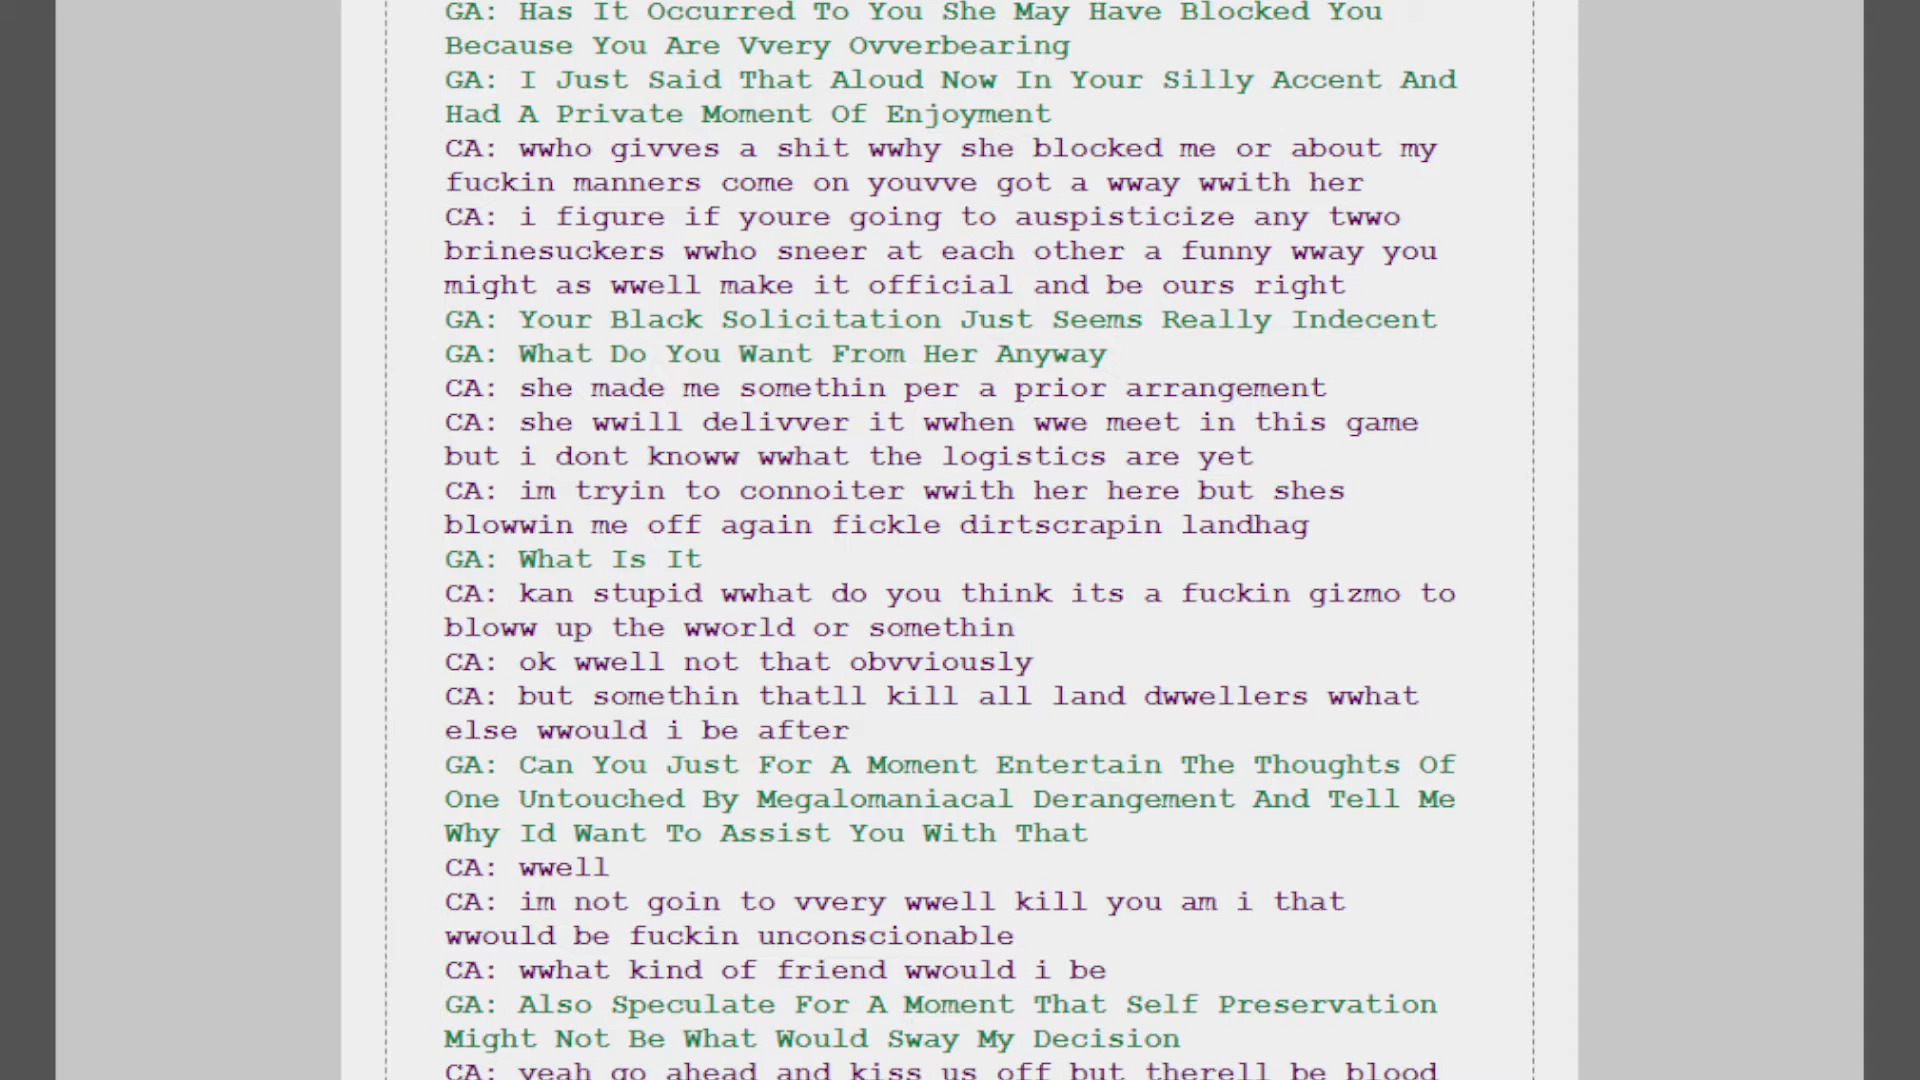 GA: Has It Occurred To You She May Have Blocked You
Because You Are Vvery Ovverbearing
GA: I Just Said That Aloud Now In Your Silly Accent And
Had A Private Moment Of Enjoyment
CA: wwho givves a shit wwhy she blocked me or about my
fuckin manners come on youvve got a wway wwith her
CA: i figure if youre going to auspisticize any twwo
brinesuckers wwho sneer at each other a funny wway you
might as wwell make it official and be ours right
GA: Your Black Solicitation Just Seems Really Indecent
GA: What Do You Want From Her Anyway
CA: she made me somethin per a prior arrangement
CA: she wwill delivver it wwhen wwe meet in this game
but i dont knoww wwhat the logistics are yet
CA: im tryin to connoiter wwith her here but shes
blowwin me off again fickle dirtscrapin landhag
GA: What Is It
CA: kan stupid wwhat do you think its a fuckin gizmo to
bloww up the wworld or somethin
CA: ok wwell not that obvviously
CA: but somethin thatll kill all land dwwellers wwhat
else wwould i be after
GA: Can You Just For A Moment Entertain The Thoughts Of
One Untouched By Megalomaniacal Derangement And Tell Me
Why Id Want To Assist You With That
CA: wwell
CA: im not goin to vvery wwell kill you am i that
wwould be fuckin unconscionable
CA: wwhat kind of friend wwould i be
GA: Also Speculate For A Moment That Self Preservation
Might Not Be What Would Sway My Decision
CA: yeah go ahead and kiss us off but therell be blood